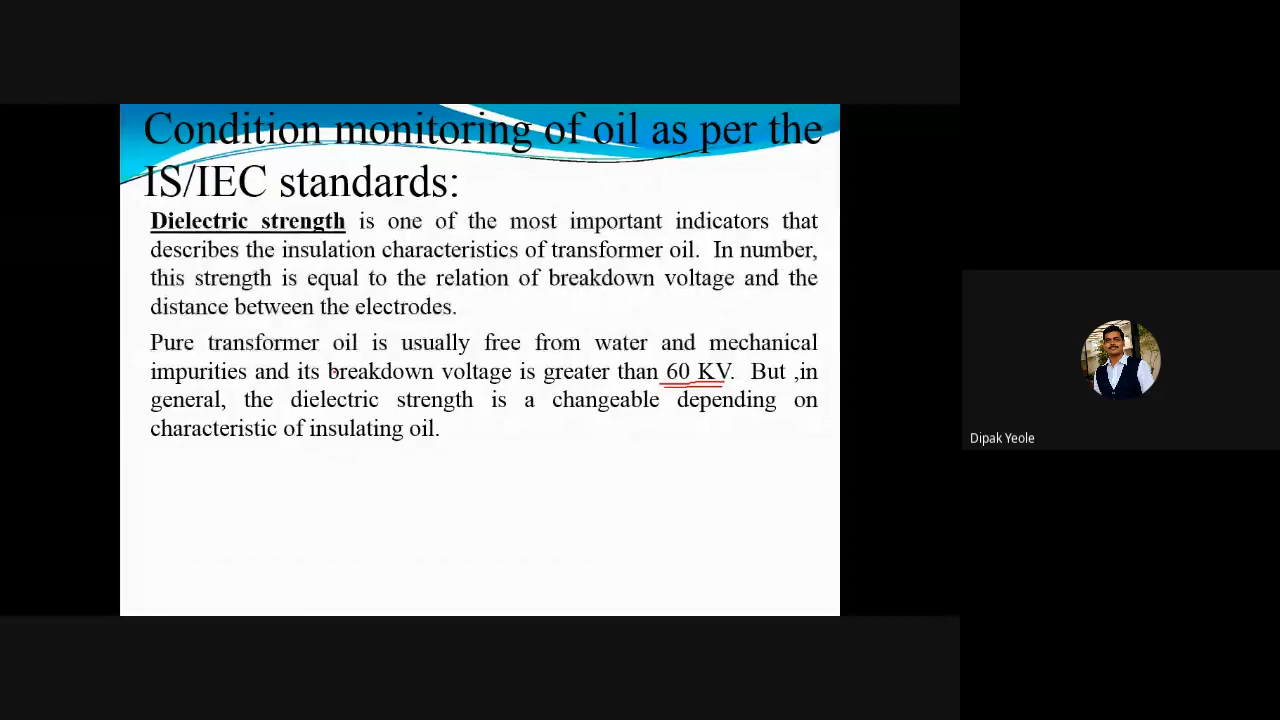 Condition monitoring of oil as per the
IS/IEC standards:
Dielectric strength is one of the most important indicators that
describes the insulation characteristics of transformer oil. In number,
this strength is equal to the relation of breakdown voltage and the
distance between the electrodes.
Pure transformer oil is usually free from water and mechanical
impurities and its breakdown voltage is greater than 60 KV. But ,in
general, the dielectric strength is a changeable depending on
characteristic of insulating oil.
Dipak Yeole